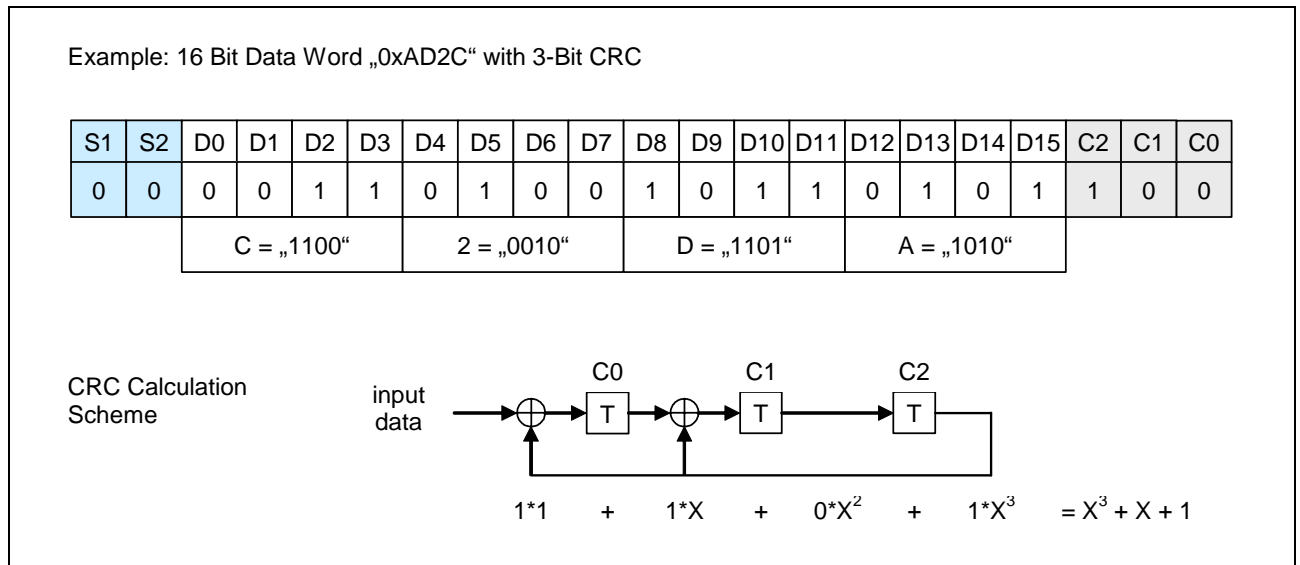 Example: 16 Bit Data Word „0xAD2C“ with 3-Bit CRC
S1 S2 D0 D1 D2 D3 D4 D5 D6 D7 D8 D9 D10 D11 D12 D13 D14 D15 C2 C1 C0
0 0 0 0 1 1 0 1 0 0 1 0 1 1 0 1 0 1 1 0 0
C = „1100“ 2 = „0010“ D = „1101“ A = „1010“
CRC Calculation
Scheme
input
data
C0 C1 C2
T T T
1*1 + 1*X + 0*X² + 1*X³ = X³ + X + 1